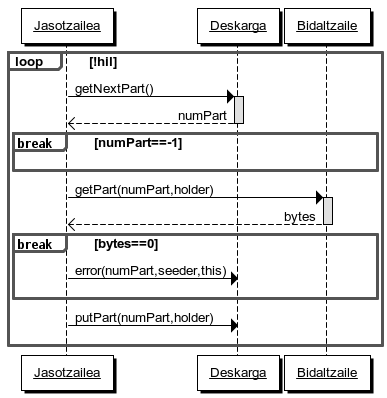 Jasotzailea Deskarga Bidaltzaile
loop [!hil]
getNextPart()
numPart
break [numPart==-1]
getPart(numPart,holder)
bytes
break [bytes==0]
error(numPart,seeder,this)
putPart(numPart,holder)
Jasotzailea Deskarga Bidaltzaile